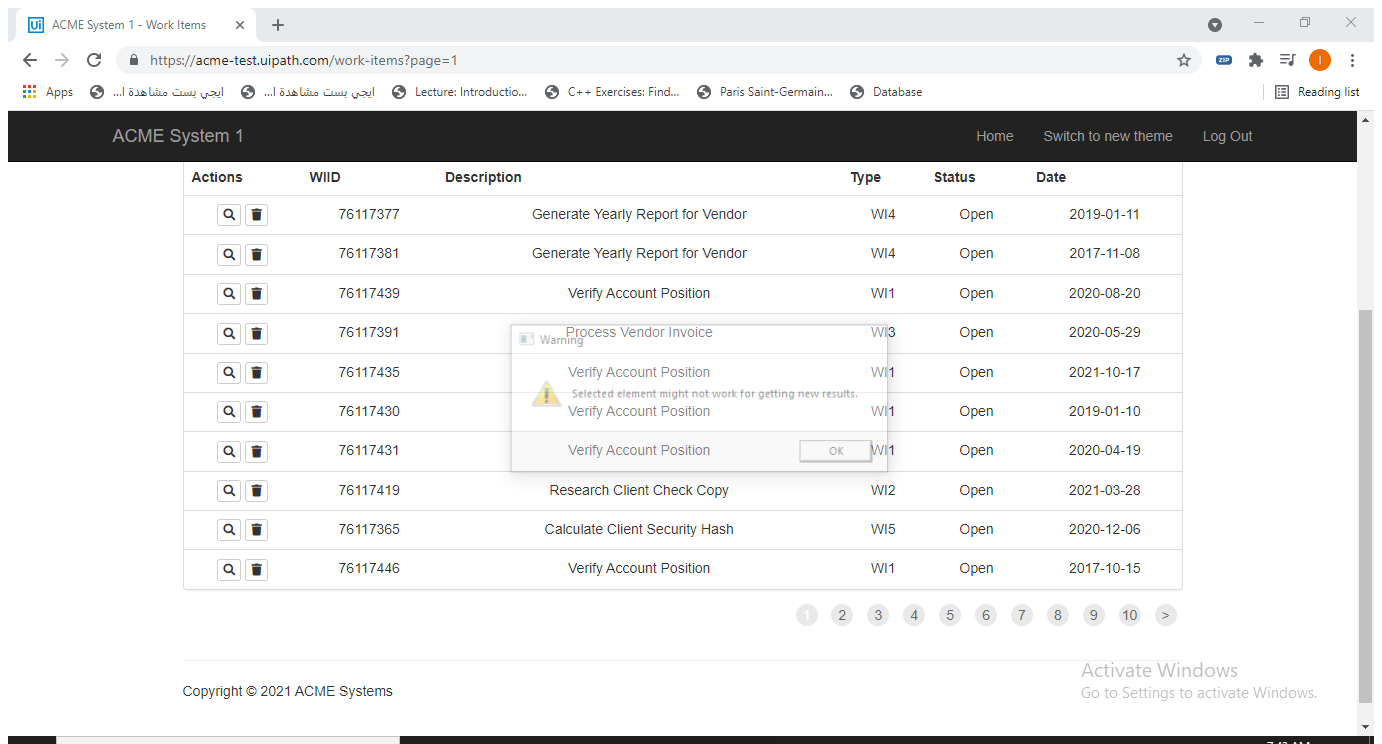 ACME System 1 - Work Items
https://acme-test.uipath.com/work-items?page=1
ZIP
I
Apps
ايجي بست مشاهدة ا...
ايجي بست مشاهدة ا...
Lecture: Introductio...
C++ Exercises: Find...
Paris Saint-Germain...
Database
Reading list
ACME System 1 Home Switch to new theme Log Out
Actions WIID Description Type Status Date
76117377 Generate Yearly Report for Vendor WI4 Open 2019-01-11
76117381 Generate Yearly Report for Vendor WI4 Open 2017-11-08
76117439 Verify Account Position WI1 Open 2020-08-20
76117391 Process Vendor Invoice WI3 Open 2020-05-29
Warning
76117435 Verify Account Position WI1 Open 2021-10-17
Selected element might not work for getting new results.
76117430 Verify Account Position WI1 Open 2019-01-10
76117431 Verify Account Position WI1 Open 2020-04-19
OK
76117419 Research Client Check Copy WI2 Open 2021-03-28
76117365 Calculate Client Security Hash WI5 Open 2020-12-06
76117446 Verify Account Position WI1 Open 2017-10-15
1 2 3 4 5 6 7 8 9 10 >
Activate Windows
Go to Settings to activate Windows.
Copyright © 2021 ACME Systems